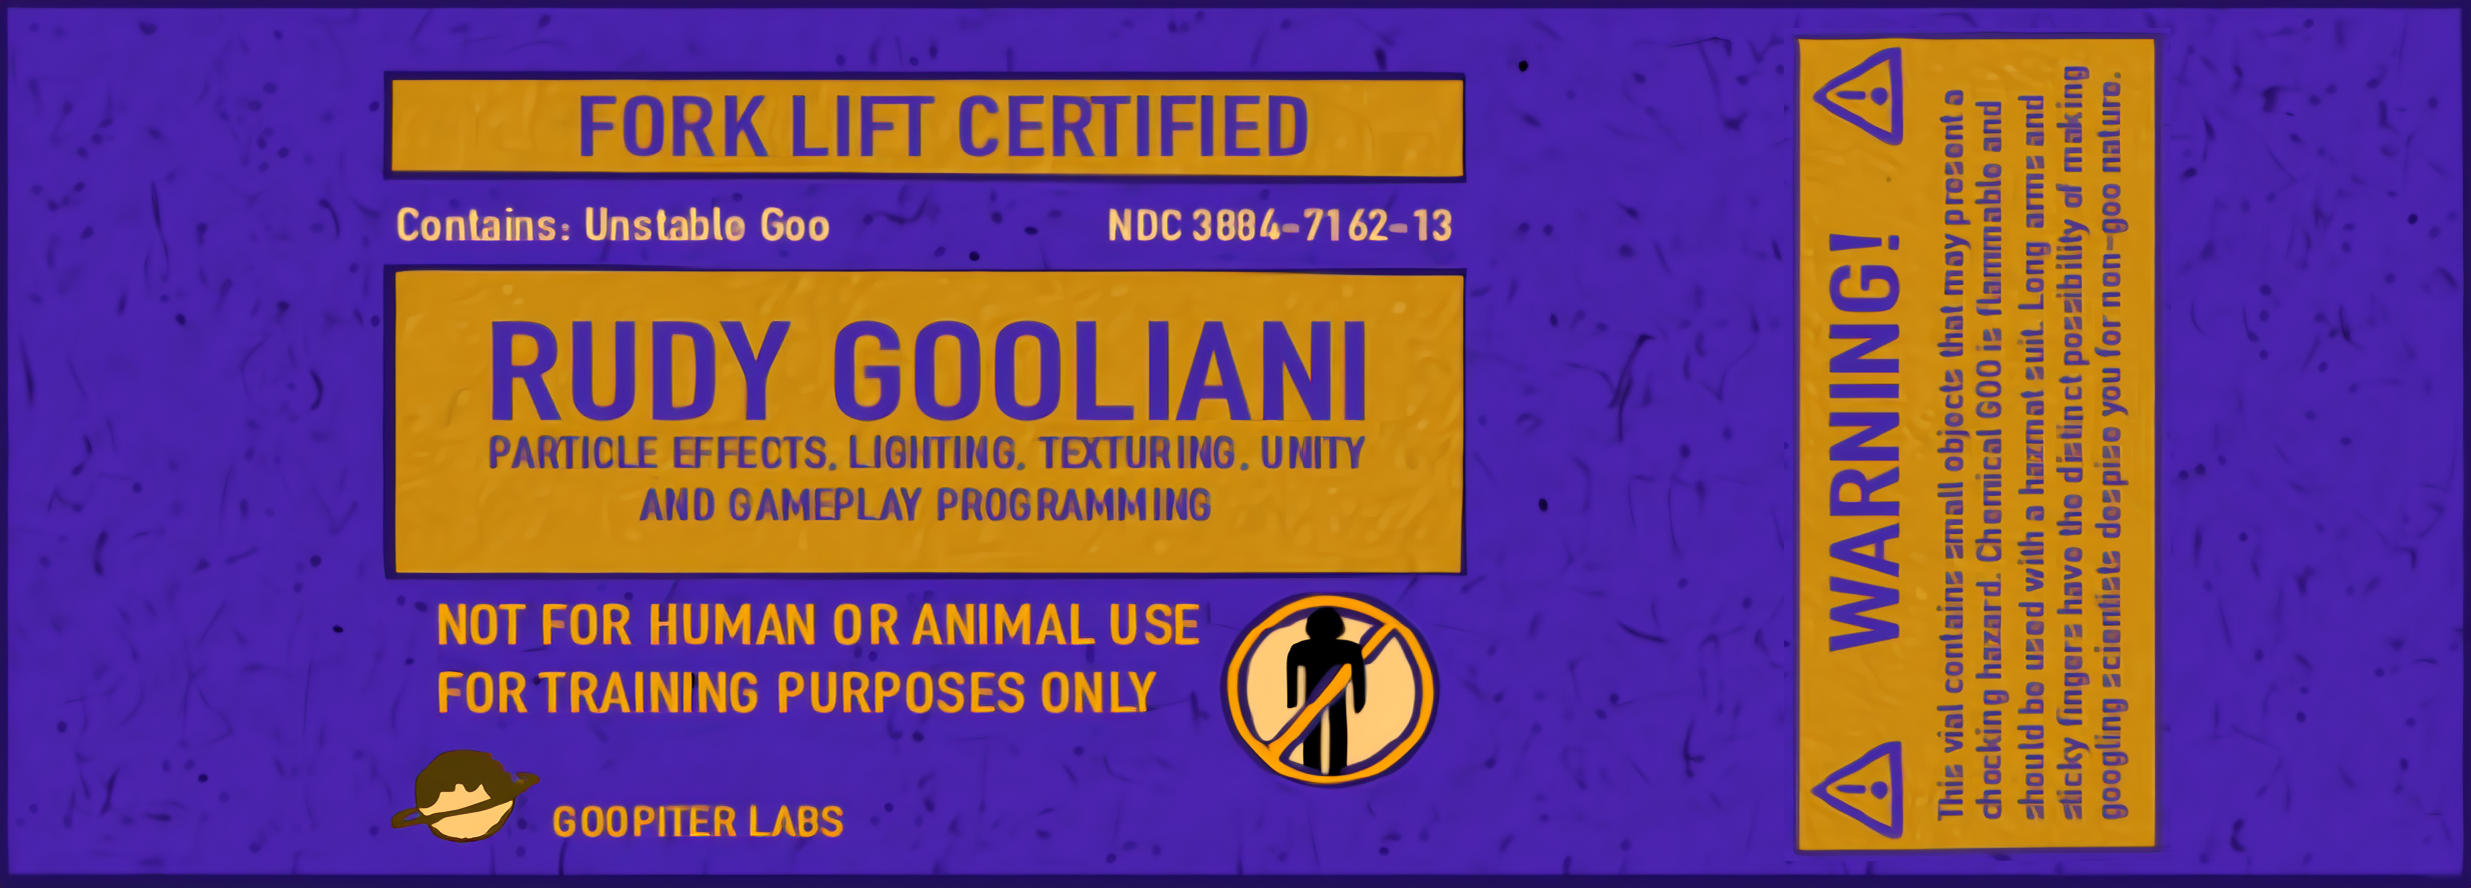 FORK LIFT CERTIFIED
Contains: Unstable Goo
NDC 3884-7162-13
RUDY GOOLIANI
PARTICLE EFFECTS, LIGHTING, TEXTURING, UNITY
AND GAMEPLAY PROGRAMMING
NOT FOR HUMAN OR ANIMAL USE
FOR TRAINING PURPOSES ONLY
GOOPITER LABS
WARNING!
This vial contains small objects that may present a
chocking hazard. Chemical GOO is flammable and
should be used with a hazmat suit. Long arms and
sticky fingers have the distinct possibility of making
googling scientists despise you for non-goo nature.